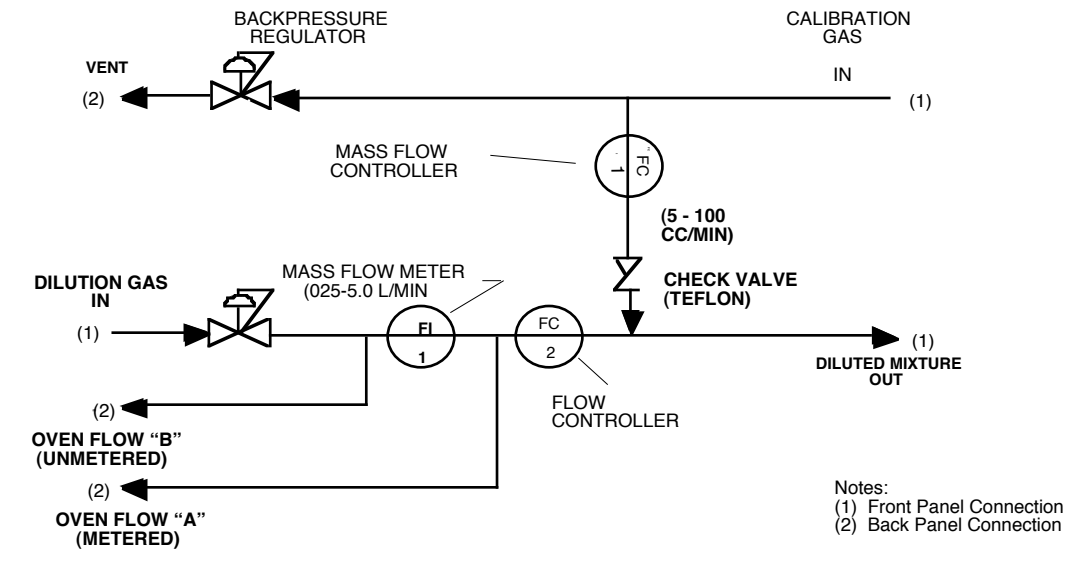 BACKPRESSURE
REGULATOR
CALIBRATION
GAS
IN
VENT
(2)
(1)
MASS FLOW
CONTROLLER
FC
1
(5 - 100
CC/MIN)
CHECK VALVE
(TEFLON)
MASS FLOW METER
(025-5.0 L/MIN
DILUTION GAS
IN
(1)
FI
1
FC
2
(1)
DILUTED MIXTURE
OUT
FLOW
CONTROLLER
(2)
OVEN FLOW “B”
(UNMETERED)
(2)
OVEN FLOW “A”
(METERED)
Notes:
(1) Front Panel Connection
(2) Back Panel Connection